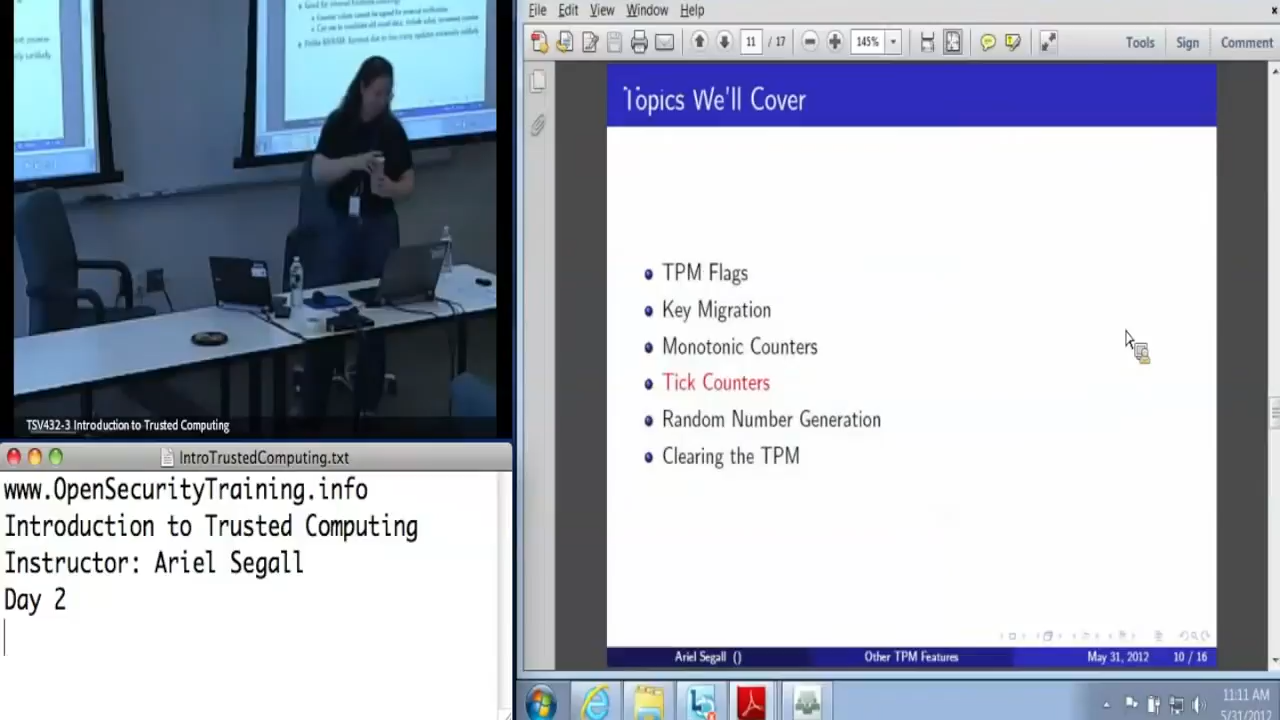 TSV432-3 Introduction to Trusted Computing
IntroTrustedComputing.txt
www.OpenSecurityTraining.info
Introduction to Trusted Computing
Instructor: Ariel Segall
Day 2
File Edit View Window Help
11 / 17 145% Tools Sign Comment
Topics We'll Cover
TPM Flags
Key Migration
Monotonic Counters
Tick Counters
Random Number Generation
Clearing the TPM
Ariel Segall () Other TPM Features May 31, 2012 10 / 16
11:11 AM
5/31/2012